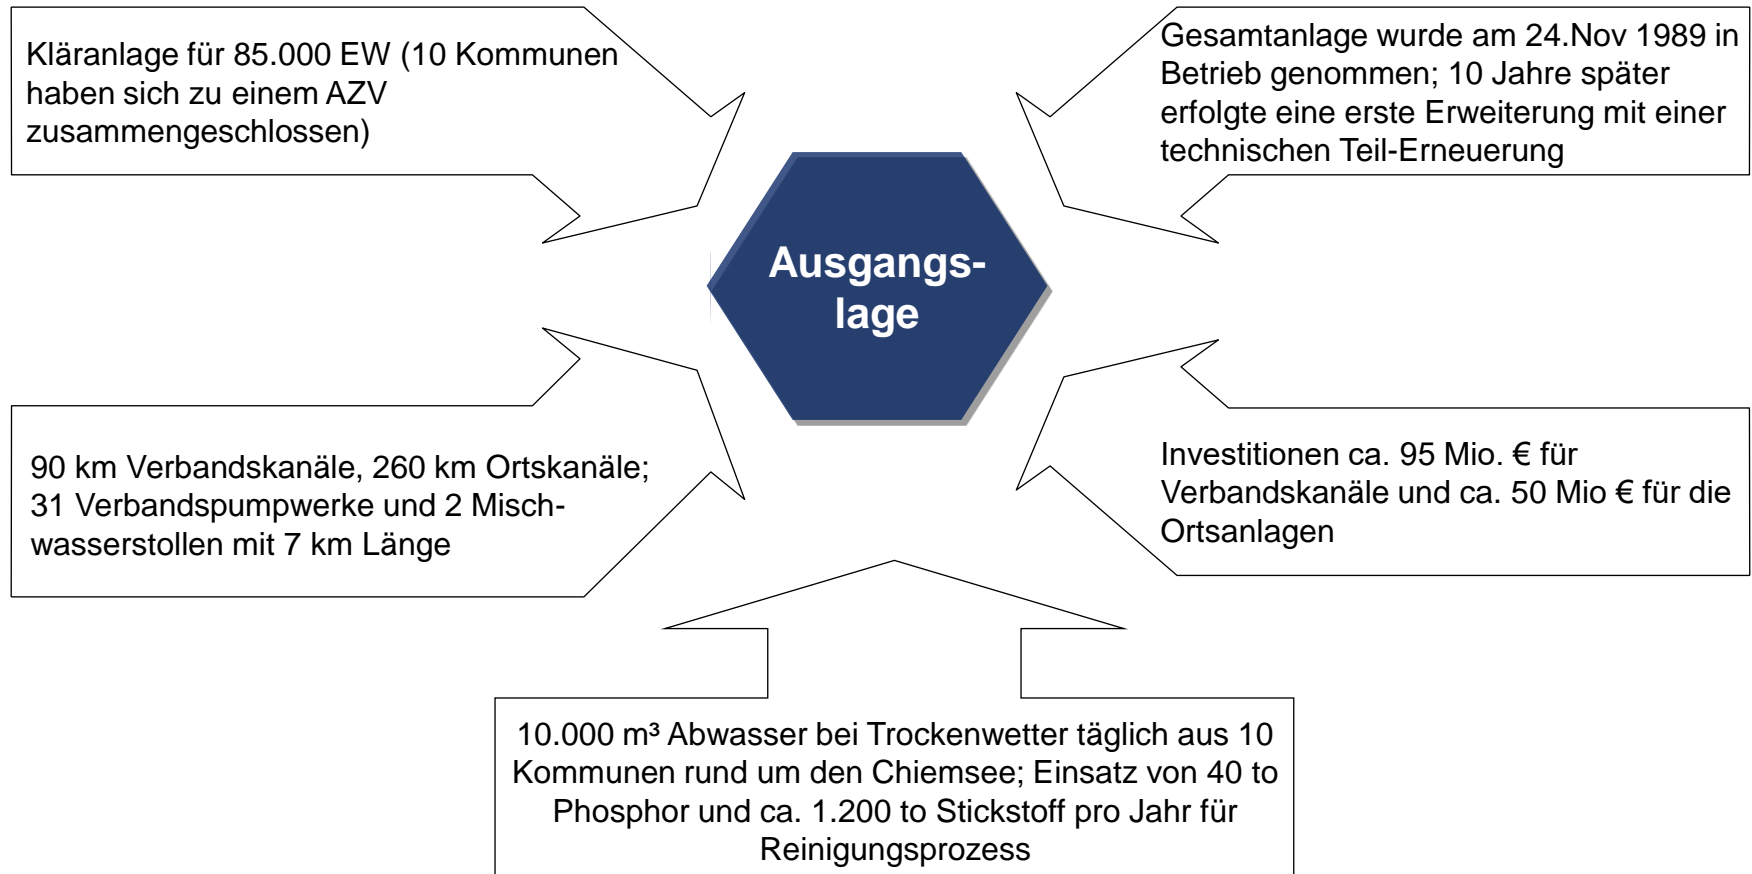 Kläranlage für 85.000 EW (10 Kommunen
haben sich zu einem AZV
zusammengeschlossen)
Gesamtanlage wurde am 24.Nov 1989 in
Betrieb genommen; 10 Jahre später
erfolgte eine erste Erweiterung mit einer
technischen Teil-Erneuerung
Ausgangs-
lage
90 km Verbandskanäle, 260 km Ortskanäle;
31 Verbandspumpwerke und 2 Misch-
wasserstollen mit 7 km Länge
Investitionen ca. 95 Mio. € für
Verbandskanäle und ca. 50 Mio € für die
Ortsanlagen
10.000 m³ Abwasser bei Trockenwetter täglich aus 10
Kommunen rund um den Chiemsee; Einsatz von 40 to
Phosphor und ca. 1.200 to Stickstoff pro Jahr für
Reinigungsprozess